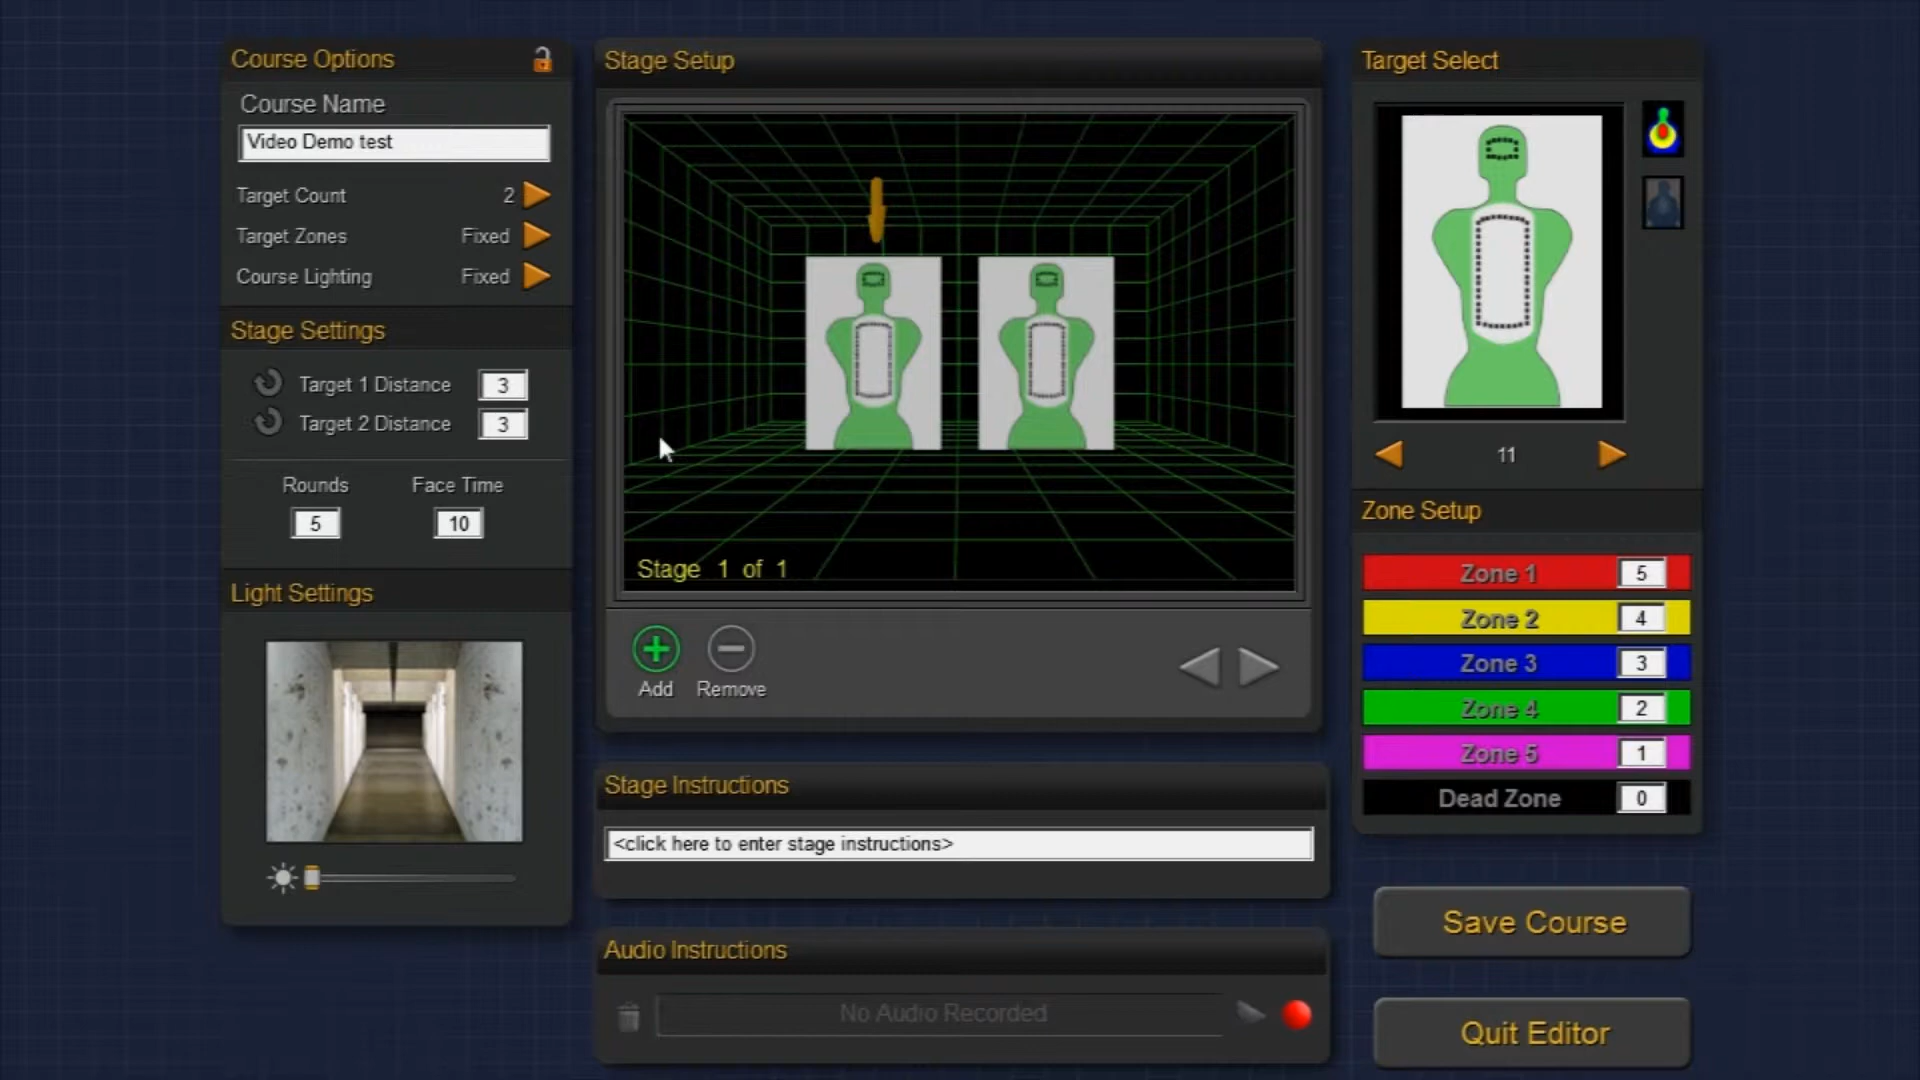 Course Options
Course Name
Video Demo test
Target Count 2
Target Zones Fixed
Course Lighting Fixed
Stage Settings
Target 1 Distance 3
Target 2 Distance 3
Rounds Face Time
5 10
Light Settings
Stage Setup
Stage 1 of 1
Add Remove
Stage Instructions
<click here to enter stage instructions>
Audio Instructions
No Audio Recorded
Target Select
11
Zone Setup
Zone 1 5
Zone 2 4
Zone 3 3
Zone 4 2
Zone 5 1
Dead Zone 0
Save Course
Quit Editor